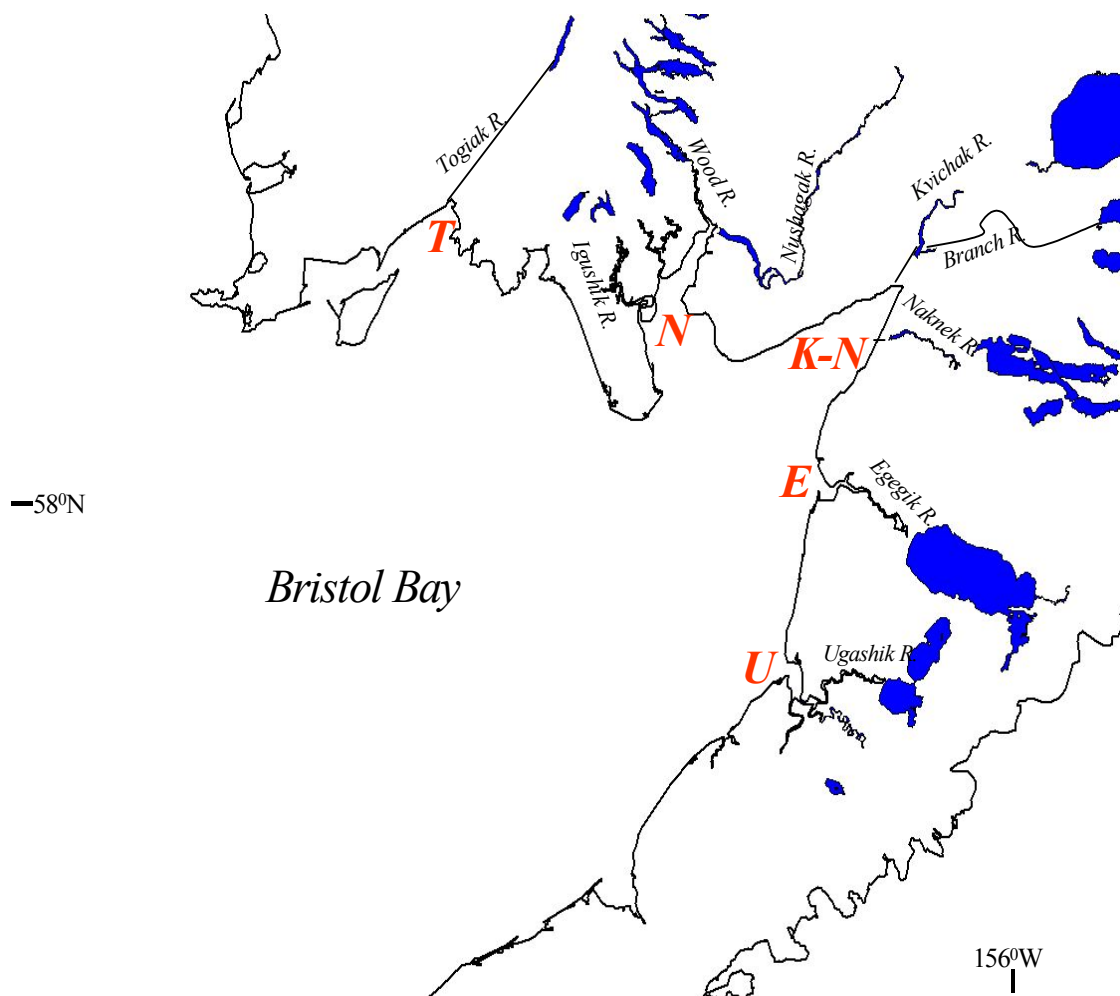 Togiak R.
Wood R.
Nushagak R.
Kvichak R.
T
Igushik R.
Branch R.
N
K-N
Naknek R.
E
Egegik R.
58⁰N
Bristol Bay
U
Ugashik R.
156⁰W